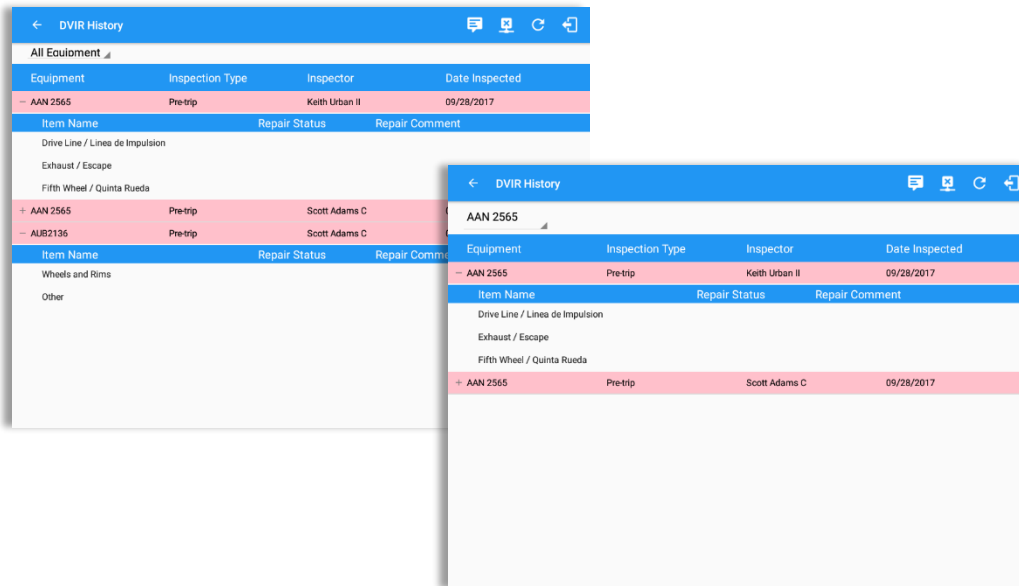 DVIR History
All Equipment
Equipment Inspection Type Inspector Date Inspected
− AAN 2565 Pre-trip Keith Urban II 09/28/2017
Item Name Repair Status Repair Comment
Drive Line / Linea de Impulsion
Exhaust / Escape
Fifth Wheel / Quinta Rueda
+ AAN 2565 Pre-trip Scott Adams C
− AUB2136 Pre-trip Scott Adams C
Item Name Repair Status Repair Comme
Wheels and Rims
Other
DVIR History
AAN 2565
Equipment Inspection Type Inspector Date Inspected
− AAN 2565 Pre-trip Keith Urban II 09/28/2017
Item Name Repair Status Repair Comment
Drive Line / Linea de Impulsion
Exhaust / Escape
Fifth Wheel / Quinta Rueda
+ AAN 2565 Pre-trip Scott Adams C 09/28/2017